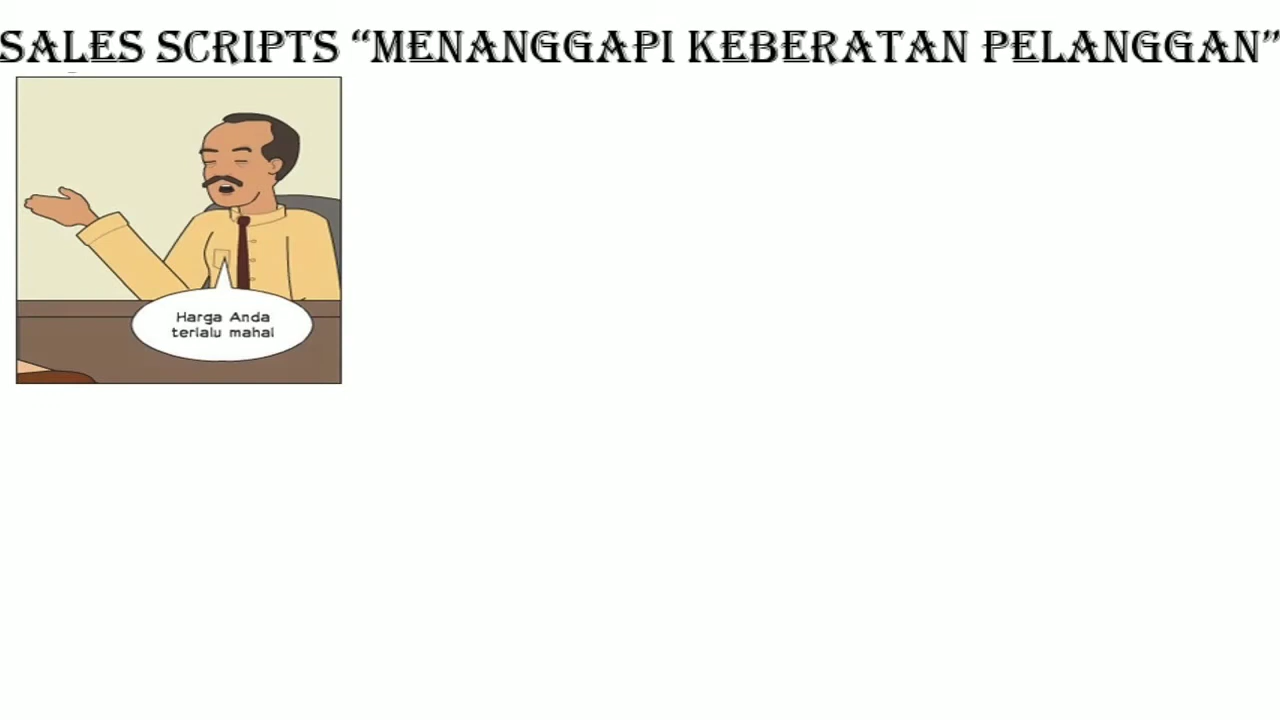 SALES SCRIPTS “MENANGGAPI KEBERATAN PELANGGAN”
Harga Anda
terlalu mahal